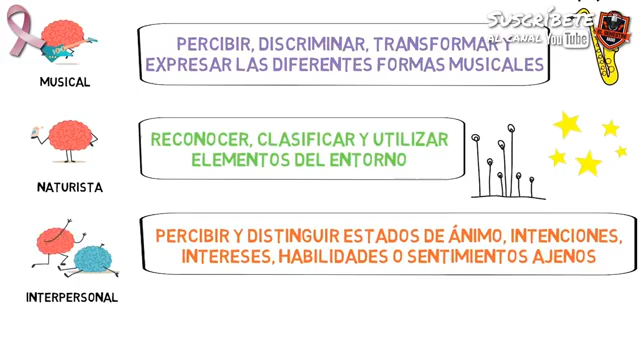 SUSCRÍBETE
AL CANAL YouTube
PERCIBIR, DISCRIMINAR, TRANSFORMAR Y
EXPRESAR LAS DIFERENTES FORMAS MUSICALES
MUSICAL
RECONOCER, CLASIFICAR Y UTILIZAR
ELEMENTOS DEL ENTORNO
NATURISTA
PERCIBIR Y DISTINGUIR ESTADOS DE ÁNIMO, INTENCIONES,
INTERESES, HABILIDADES O SENTIMIENTOS AJENOS
INTERPERSONAL